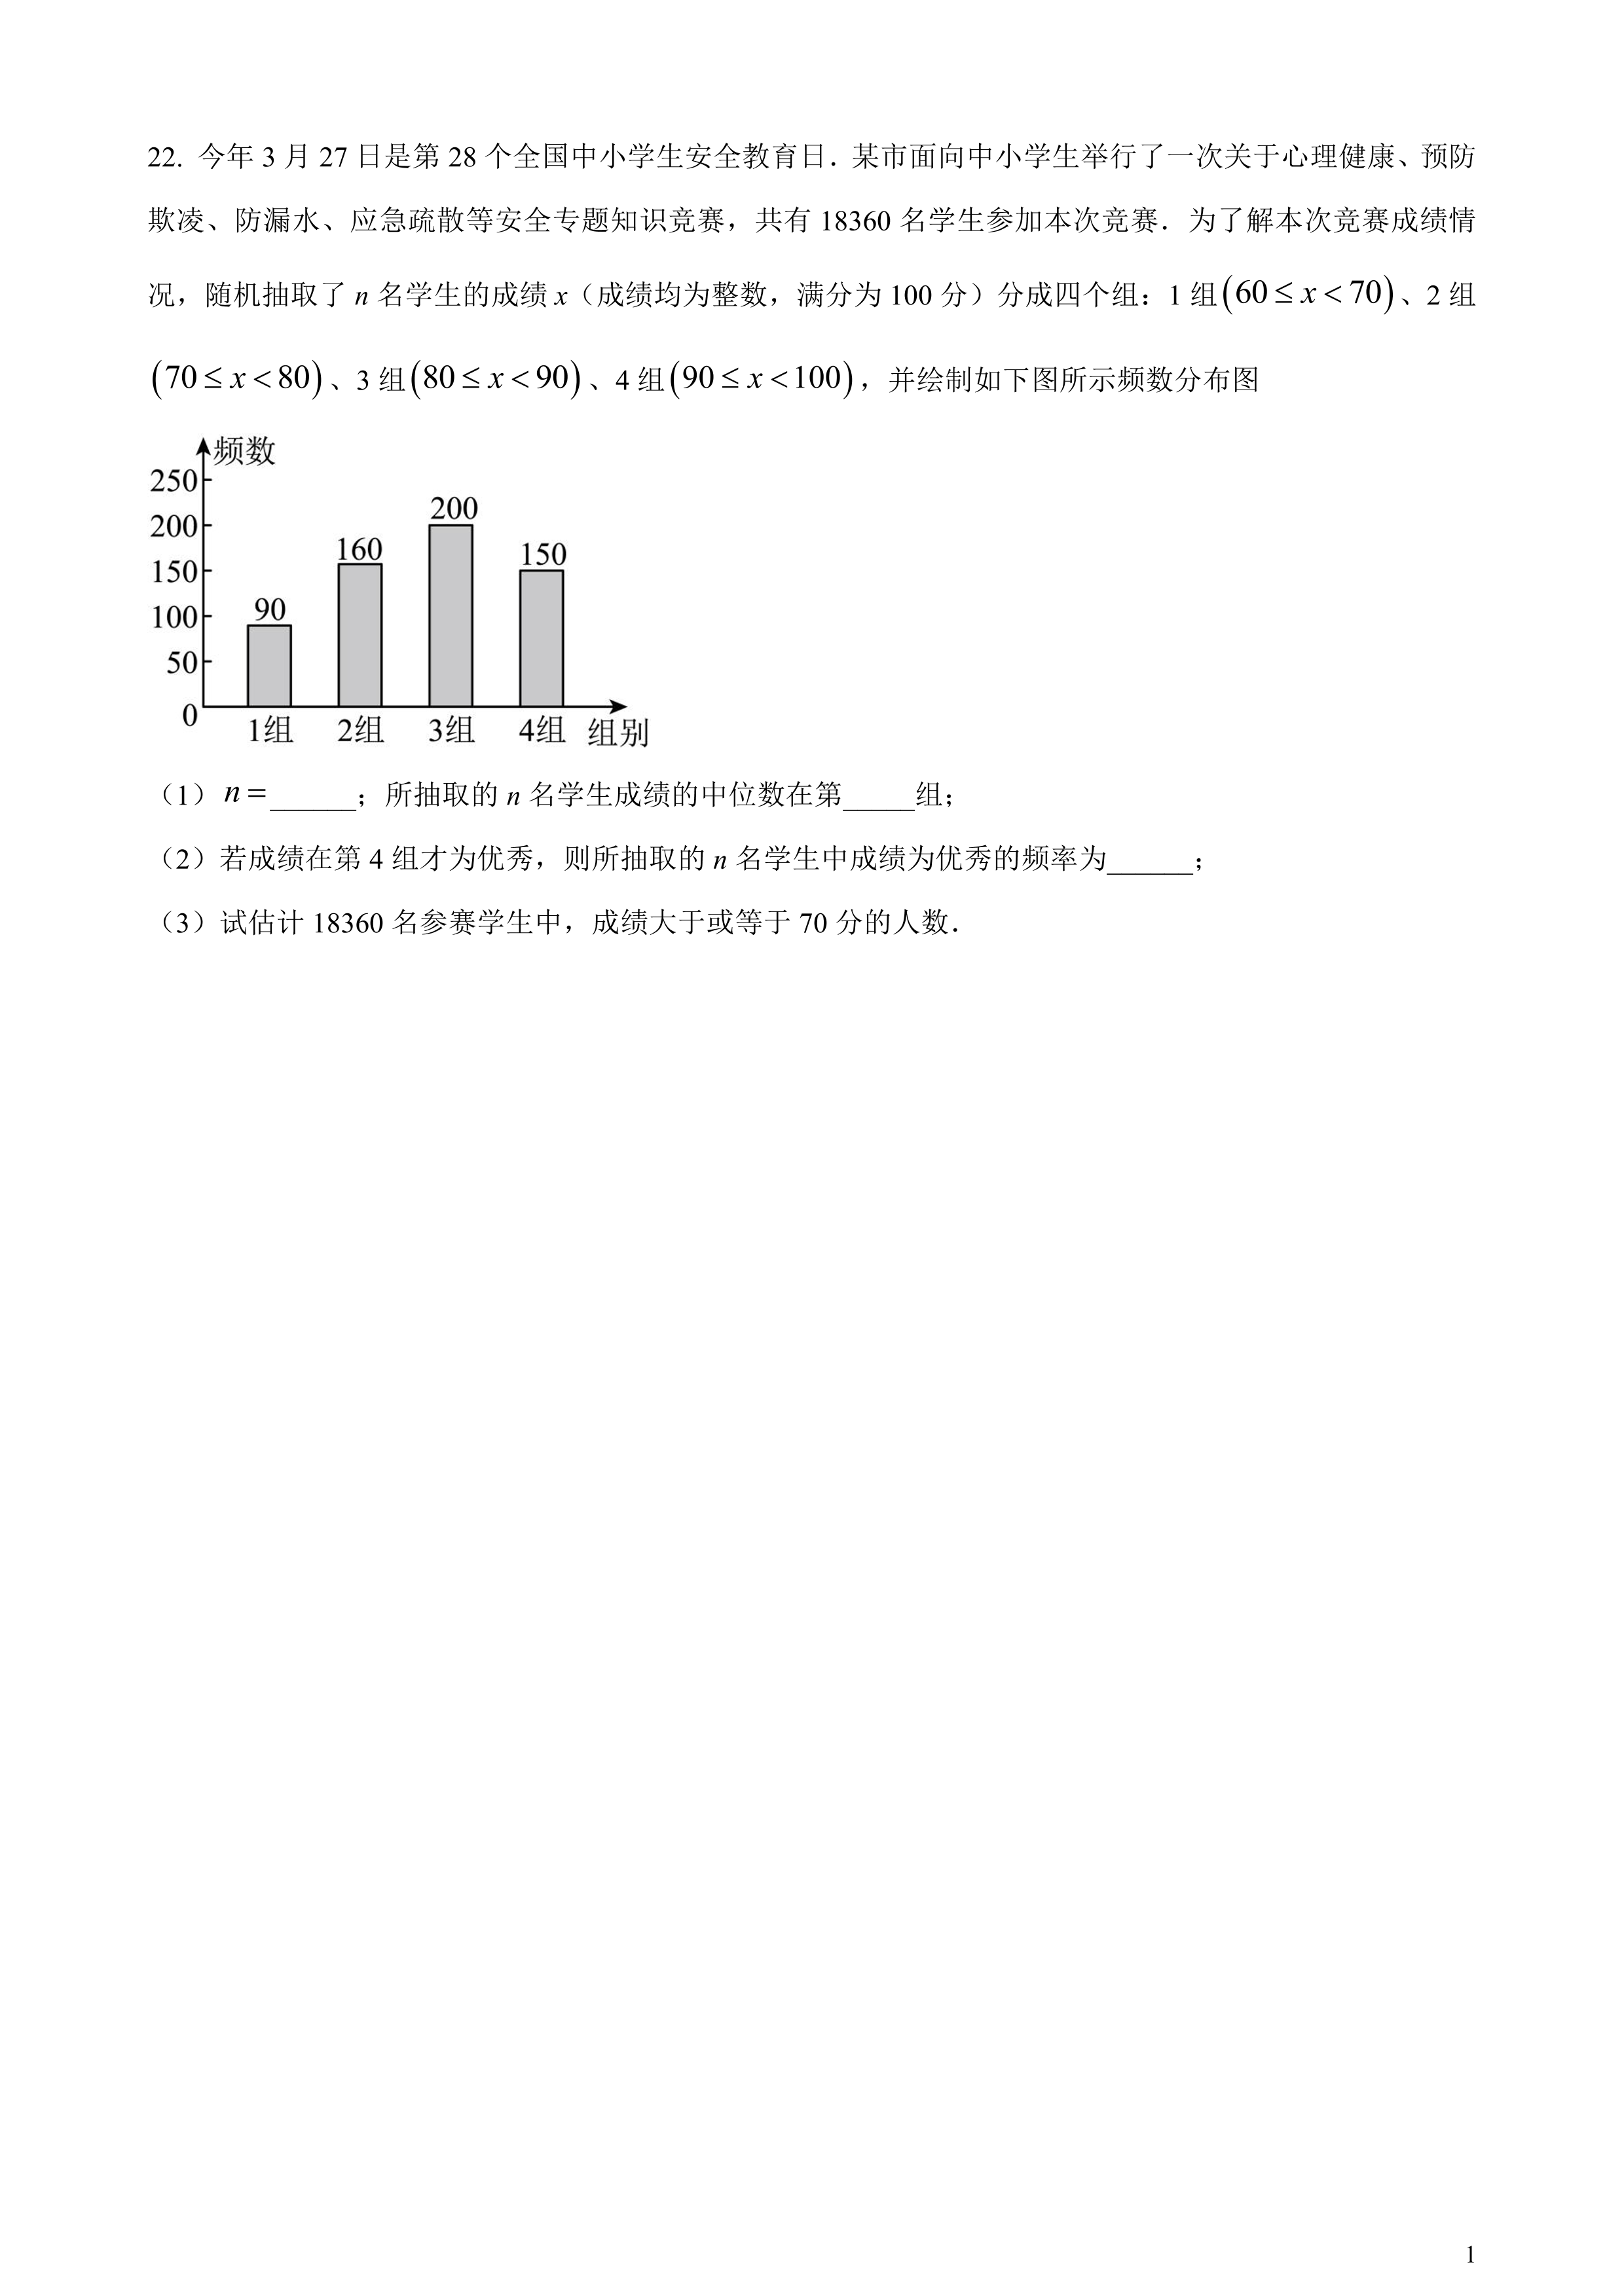 22. 今年 3 月 27 日是第 28 个全国中小学生安全教育日．某市面向中小学生举行了一次关于心理健康、预防
欺凌、防漏水、应急疏散等安全专题知识竞赛，共有 18360 名学生参加本次竞赛．为了解本次竞赛成绩情
况，随机抽取了 n 名学生的成绩 x（成绩均为整数，满分为 100 分）分成四个组：1 组(60≤x<70)、2 组
(70≤x<80)、3 组(80≤x<90)、4 组(90≤x<100)，并绘制如下图所示频数分布图
频数
250
200
150
100
50
0
90
160
200
150
1组 2组 3组 4组 组别
（1）n=______；所抽取的 n 名学生成绩的中位数在第_____组；
（2）若成绩在第 4 组才为优秀，则所抽取的 n 名学生中成绩为优秀的频率为______；
（3）试估计 18360 名参赛学生中，成绩大于或等于 70 分的人数．
1